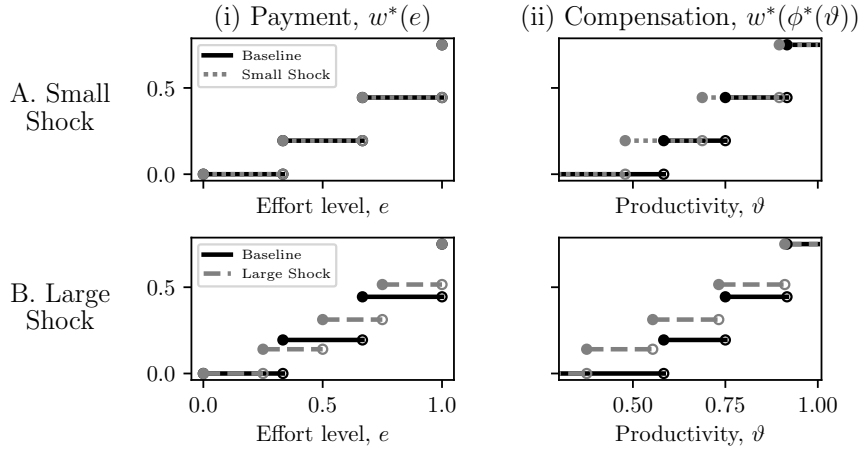 (i) Payment, w*(e)
(ii) Compensation, w*(ϕ*(ϑ))
A. Small
Shock
Baseline
Small Shock
0.5
0.0
Effort level, e
Productivity, ϑ
B. Large
Shock
Baseline
Large Shock
0.5
0.0
0.0 0.5 1.0
0.50 0.75 1.00
Effort level, e
Productivity, ϑ